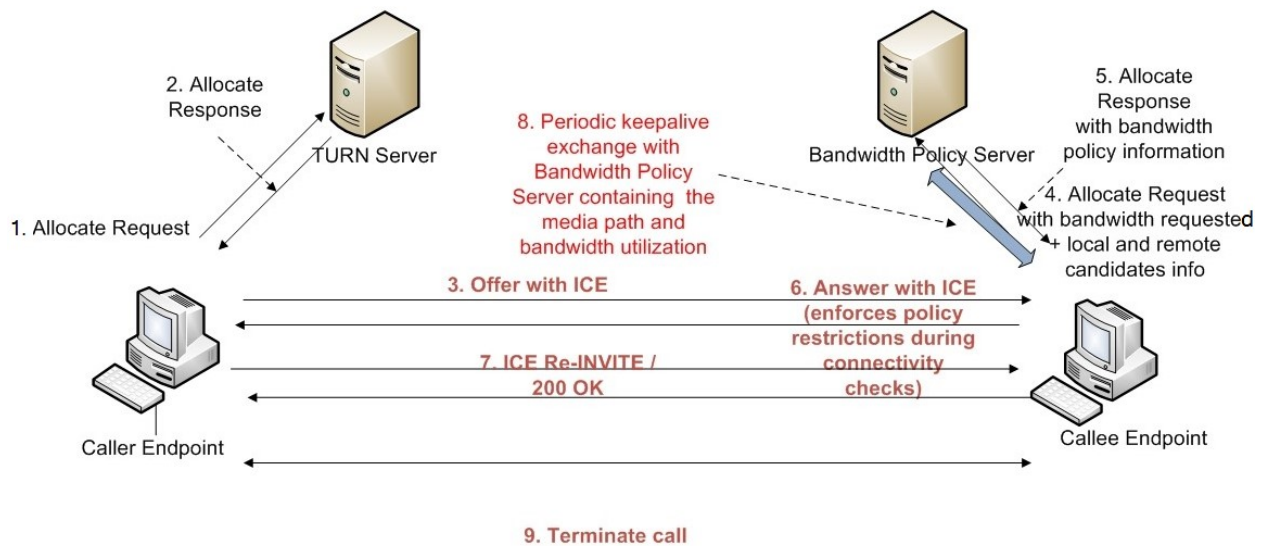 2. Allocate
Response
TURN Server
1. Allocate Request
8. Periodic keepalive
exchange with
Bandwidth Policy
Server containing the
media path and
bandwidth utilization
Bandwidth Policy Server
5. Allocate
Response
with bandwidth
policy information
4. Allocate Request
with bandwidth requested
+ local and remote
candidates info
3. Offer with ICE
6. Answer with ICE
(enforces policy
restrictions during
connectivity
checks)
7. ICE Re-INVITE /
200 OK
Caller Endpoint
Callee Endpoint
9. Terminate call